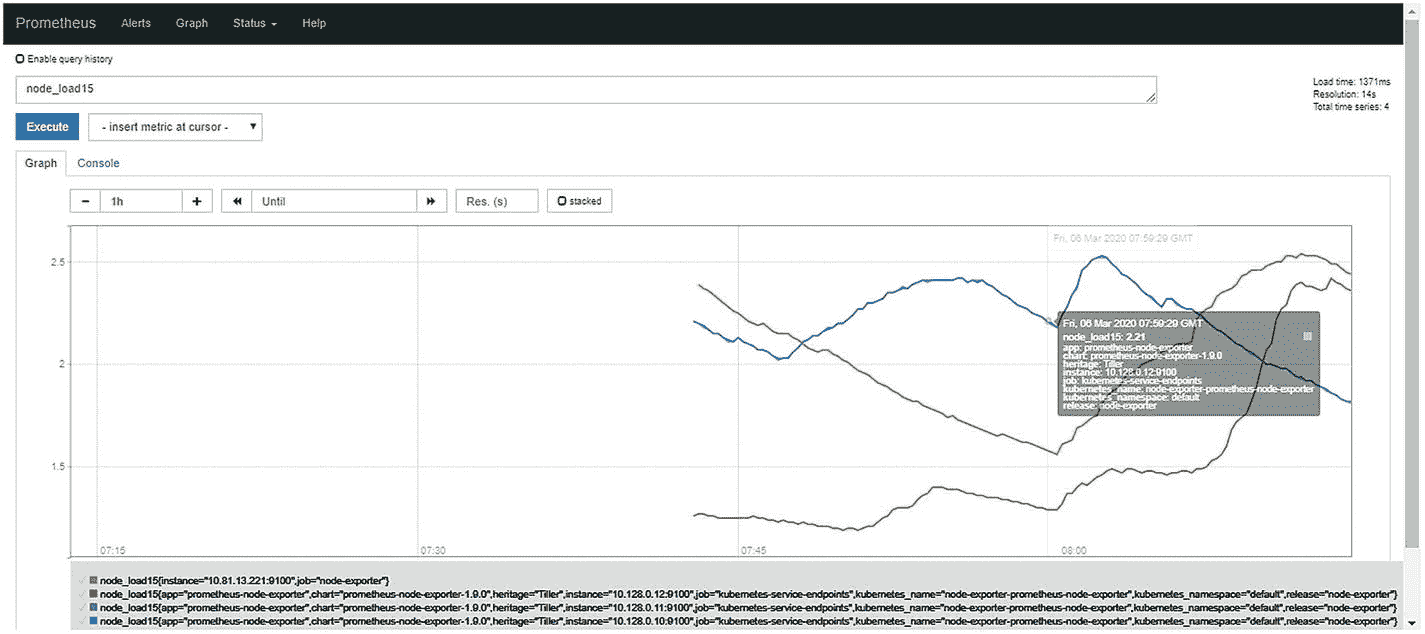 Prometheus Alerts Graph Status Help
Enable query history
node_load15
Load time: 1371ms
Resolution: 14s
Total time series: 4
Execute - insert metric at cursor -
Graph Console
− 1h + Until Res. (s) stacked
Fri, 06 Mar 2020 07:59:29 GMT
2.5
Fri, 06 Mar 2020 07:59:29 GMT
node_load15: 2.21
app: prometheus-node-exporter
chart: prometheus-node-exporter-1.9.0
heritage: Tiller
instance: 10.128.0.12:9100
job: kubernetes-service-endpoints
kubernetes_name: node-exporter-prometheus-node-exporter
kubernetes_namespace: default
release: node-exporter
2
1.5
07:15 07:30 07:45 08:00
node_load15{instance="10.81.13.221:9100",job="node-exporter"}
node_load15{app="prometheus-node-exporter",chart="prometheus-node-exporter-1.9.0",heritage="Tiller",instance="10.128.0.12:9100",job="kubernetes-service-endpoints",kubernetes_name="node-exporter-prometheus-node-exporter",kubernetes_namespace="default",release="node-exporter"}
node_load15{app="prometheus-node-exporter",chart="prometheus-node-exporter-1.9.0",heritage="Tiller",instance="10.128.0.11:9100",job="kubernetes-service-endpoints",kubernetes_name="node-exporter-prometheus-node-exporter",kubernetes_namespace="default",release="node-exporter"}
node_load15{app="prometheus-node-exporter",chart="prometheus-node-exporter-1.9.0",heritage="Tiller",instance="10.128.0.10:9100",job="kubernetes-service-endpoints",kubernetes_name="node-exporter-prometheus-node-exporter",kubernetes_namespace="default",release="node-exporter"}